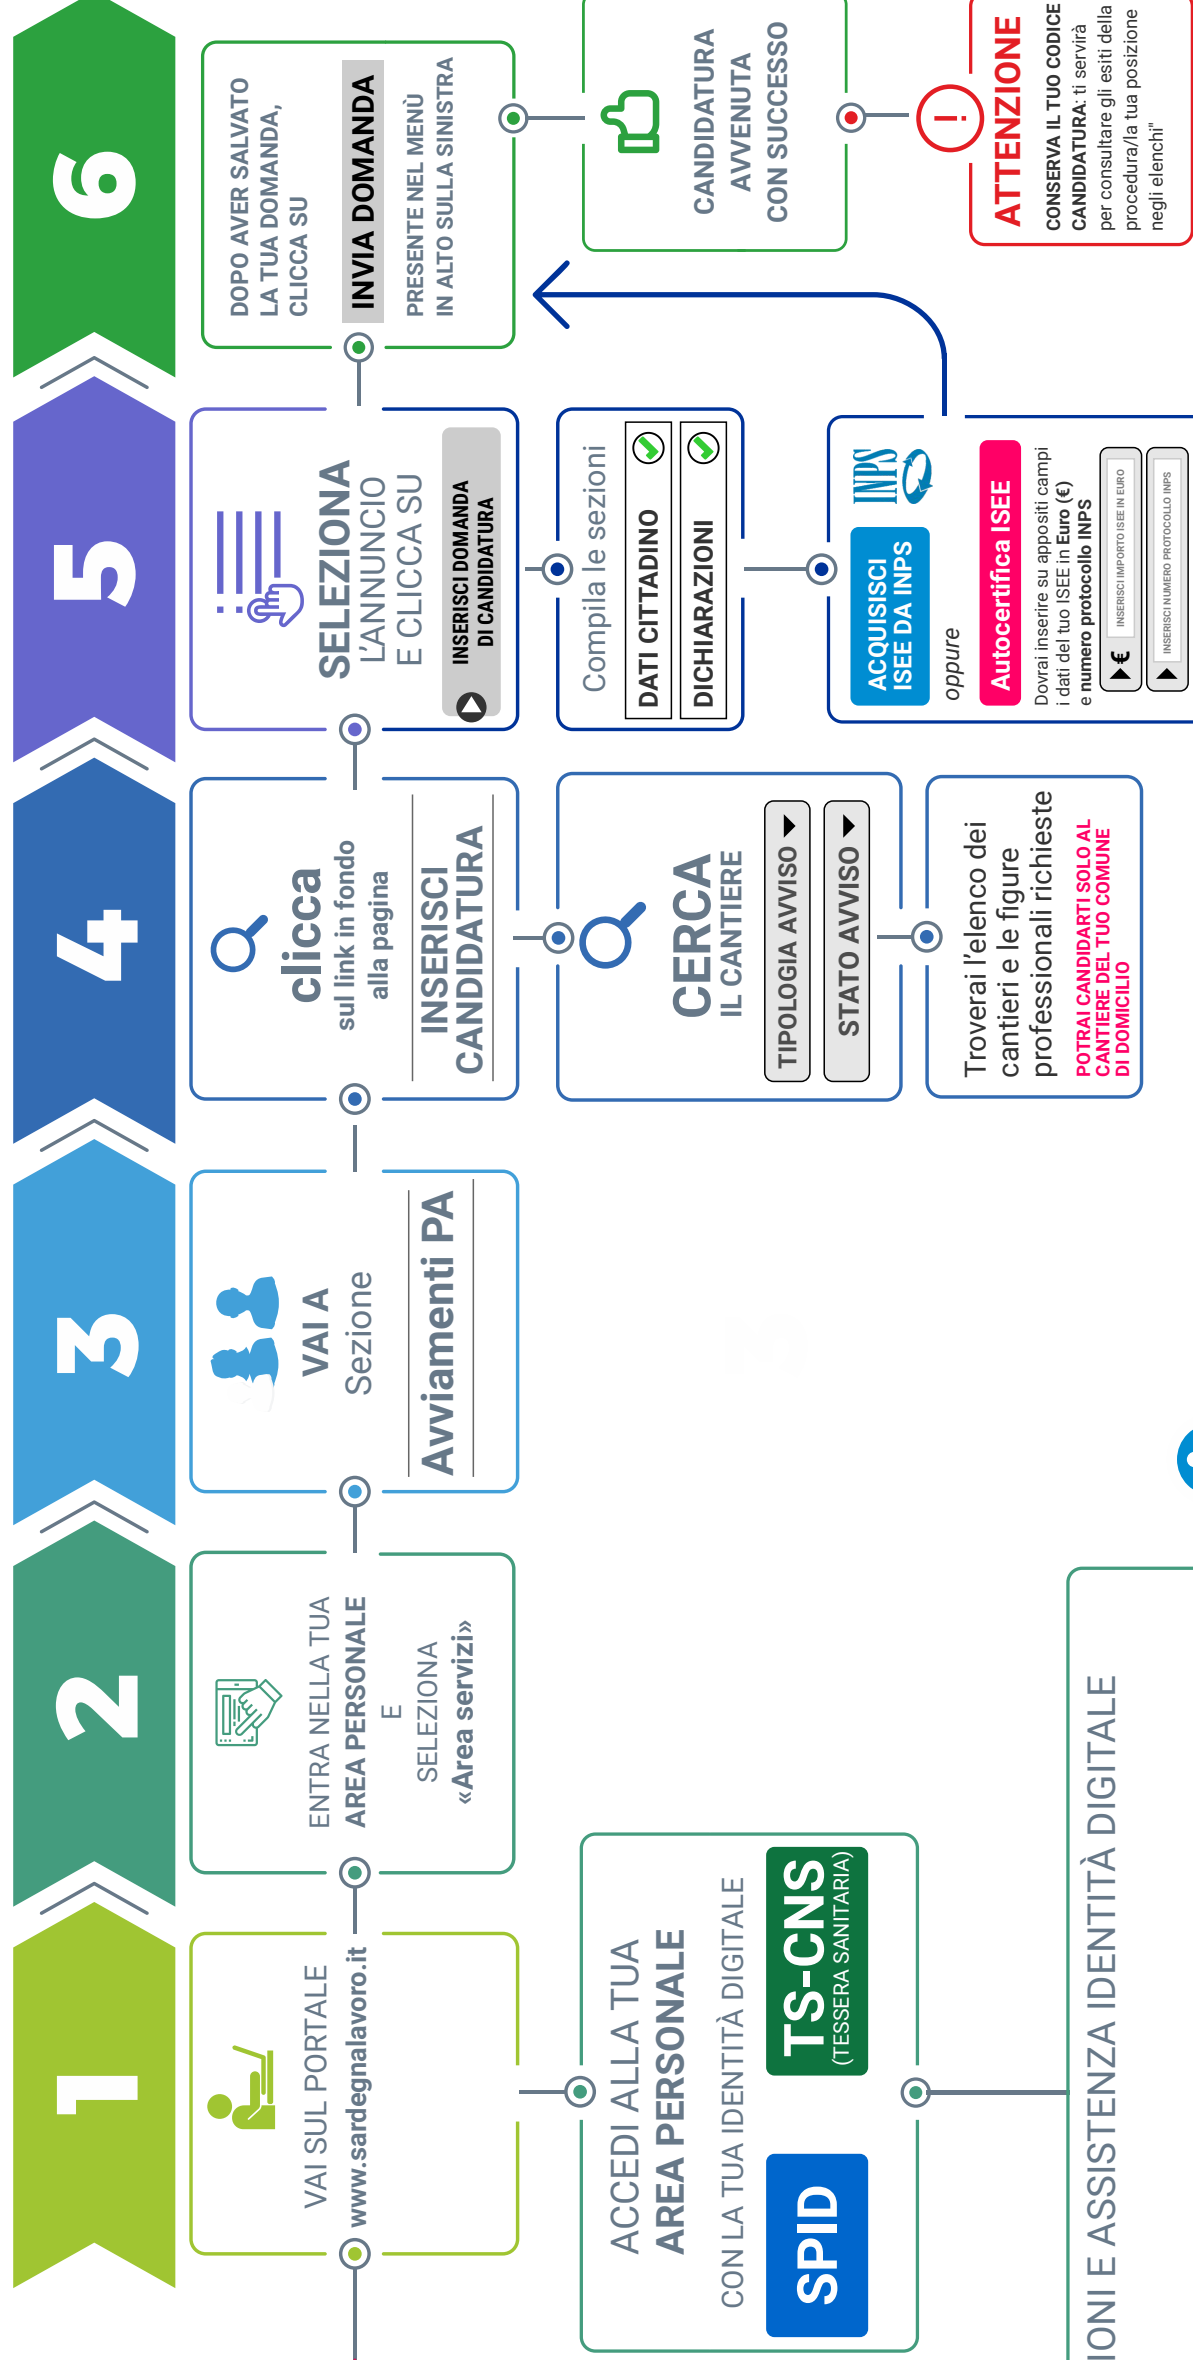 1
VAI SUL PORTALE
www.sardegnalavoro.it
ACCEDI ALLA TUA
AREA PERSONALE
CON LA TUA IDENTITÀ DIGITALE
SPID
TS-CNS
(TESSERA SANITARIA)
IONI E ASSISTENZA IDENTITÀ DIGITALE
2
ENTRA NELLA TUA
AREA PERSONALE
E
SELEZIONA
«Area servizi»
3
VAI A
Sezione
Avviamenti PA
4
clicca
sul link in fondo
alla pagina
INSERISCI
CANDIDATURA
CERCA
IL CANTIERE
TIPOLOGIA AVVISO
STATO AVVISO
Troverai l'elenco dei
cantieri e le figure
professionali richieste
POTRAI CANDIDARTI SOLO AL
CANTIERE DEL TUO COMUNE
DI DOMICILIO
5
SELEZIONA
L'ANNUNCIO
E CLICCA SU
INSERISCI DOMANDA
DI CANDIDATURA
Compila le sezioni
DATI CITTADINO
DICHIARAZIONI
ACQUISISCI
ISEE DA INPS
INPS
oppure
Autocertifica ISEE
Dovrai inserire su appositi campi
i dati del tuo ISEE in Euro (€)
e numero protocollo INPS
€ INSERISCI IMPORTO ISEE IN EURO
INSERISCI NUMERO PROTOCOLLO INPS
6
DOPO AVER SALVATO
LA TUA DOMANDA,
CLICCA SU
INVIA DOMANDA
PRESENTE NEL MENÙ
IN ALTO SULLA SINISTRA
CANDIDATURA
AVVENUTA
CON SUCCESSO
!
ATTENZIONE
CONSERVA IL TUO CODICE
CANDIDATURA: ti servirà
per consultare gli esiti della
procedura/la tua posizione
negli elenchi"